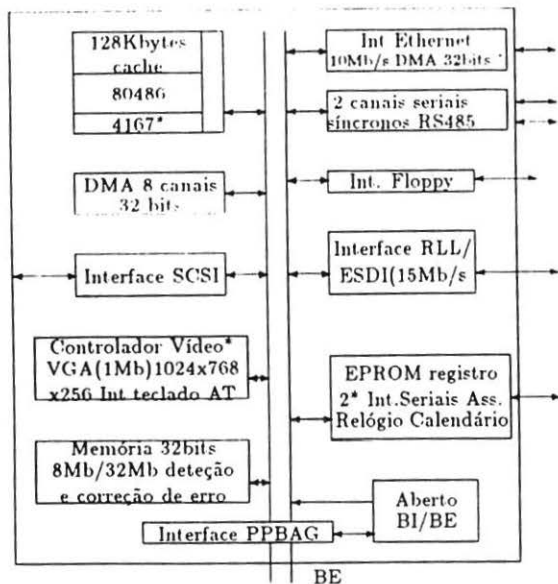 128Kbytes
cache
80486
4167*
DMA 8 canais
32 bits
Interface SCSI
Controlador Vídeo*
VGA(1Mb)1024x768
x256 Int teclado AT
Memória 32bits
8Mb/32Mb deteção
e correção de erro
Interface PPBAG
Int Ethernet
10Mb/s DMA 32bits
2 canais seriais
síncronos RS485
Int. Floppy
Interface RLL/
ESDI(15Mb/s
EPROM registro
2* Int.Seriais Ass.
Relógio Calendário
Aberto
BI/BE
BE